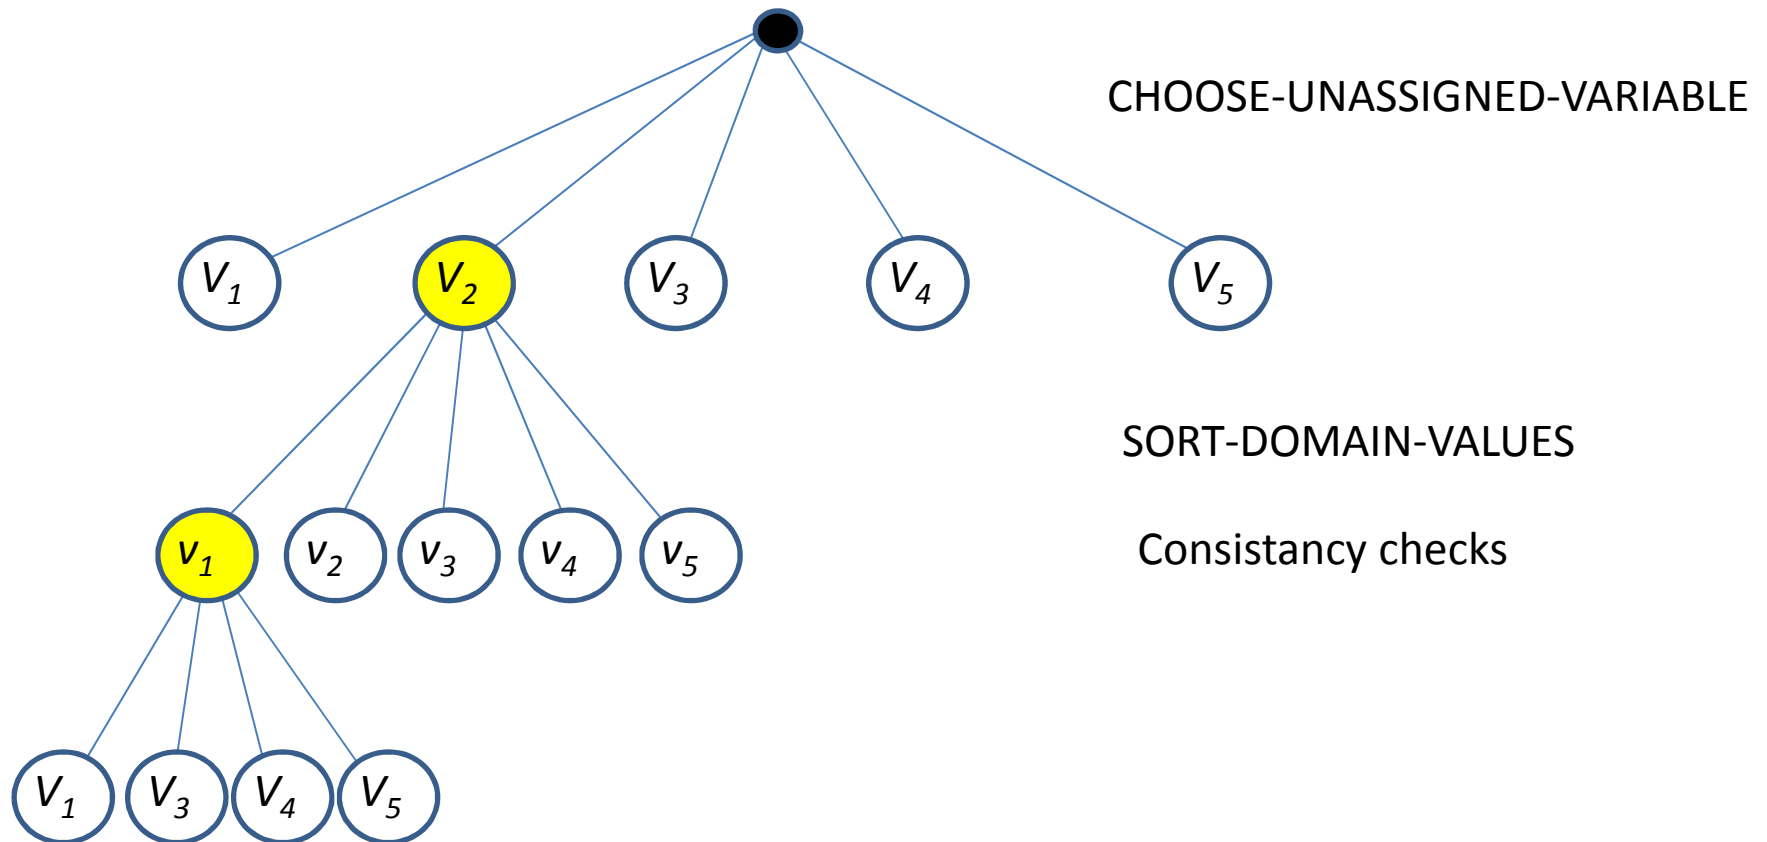 CHOOSE-UNASSIGNED-VARIABLE
V1 V2 V3 V4 V5
SORT-DOMAIN-VALUES
v1 v2 v3 v4 v5
Consistancy checks
V1 V3 V4 V5